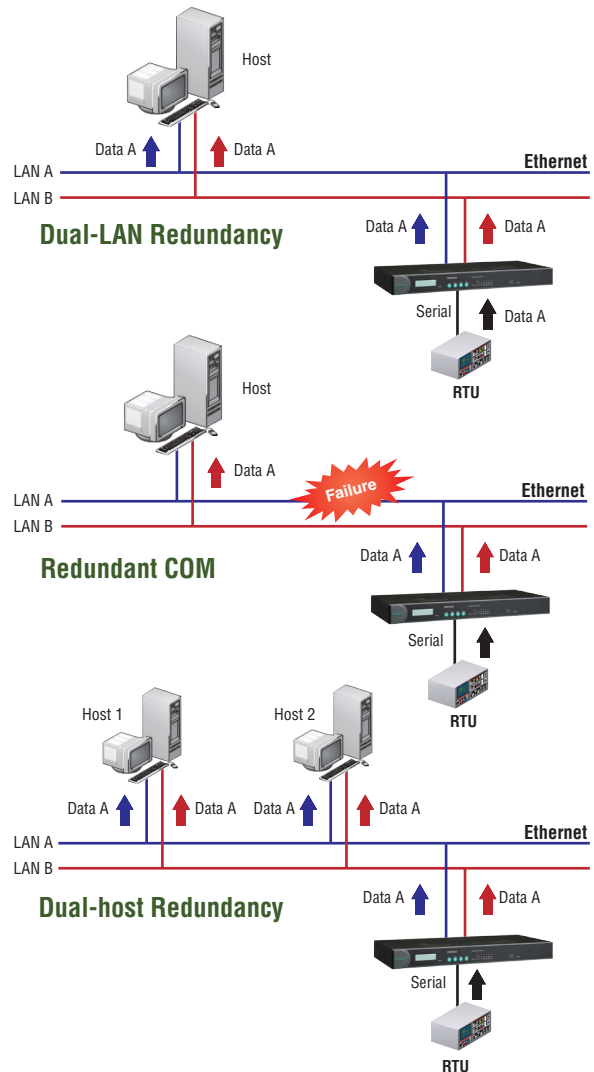 Host
Data A
Data A
Ethernet
LAN A
LAN B
Dual-LAN Redundancy
Data A
Data A
Serial
Data A
RTU
Host
Data A
Failure
Ethernet
LAN A
LAN B
Data A
Data A
Redundant COM
Serial
RTU
Host 1
Host 2
Data A
Data A
Data A
Data A
Ethernet
LAN A
LAN B
Dual-host Redundancy
Data A
Data A
Serial
RTU